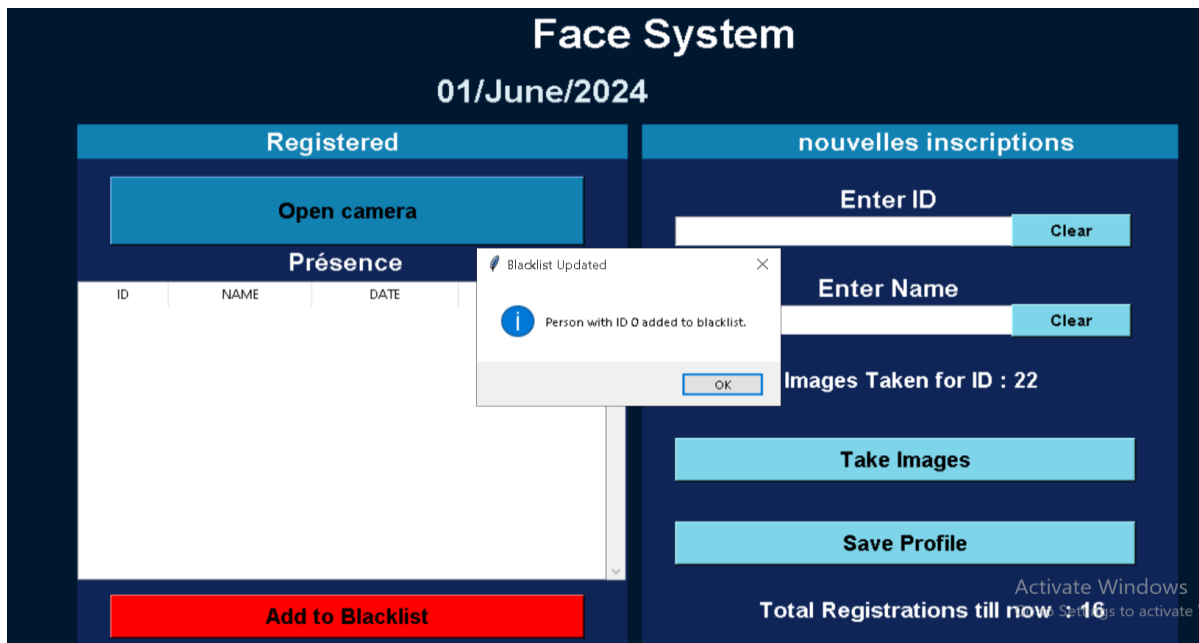 Face System
01/June/2024
Registered
Open camera
Présence
ID NAME DATE
Add to Blacklist
nouvelles inscriptions
Enter ID
Clear
Enter Name
Clear
Images Taken for ID : 22
Take Images
Save Profile
Total Registrations till now : 16
Blacklist Updated
Person with ID 0 added to blacklist.
OK
Activate Windows
to activate